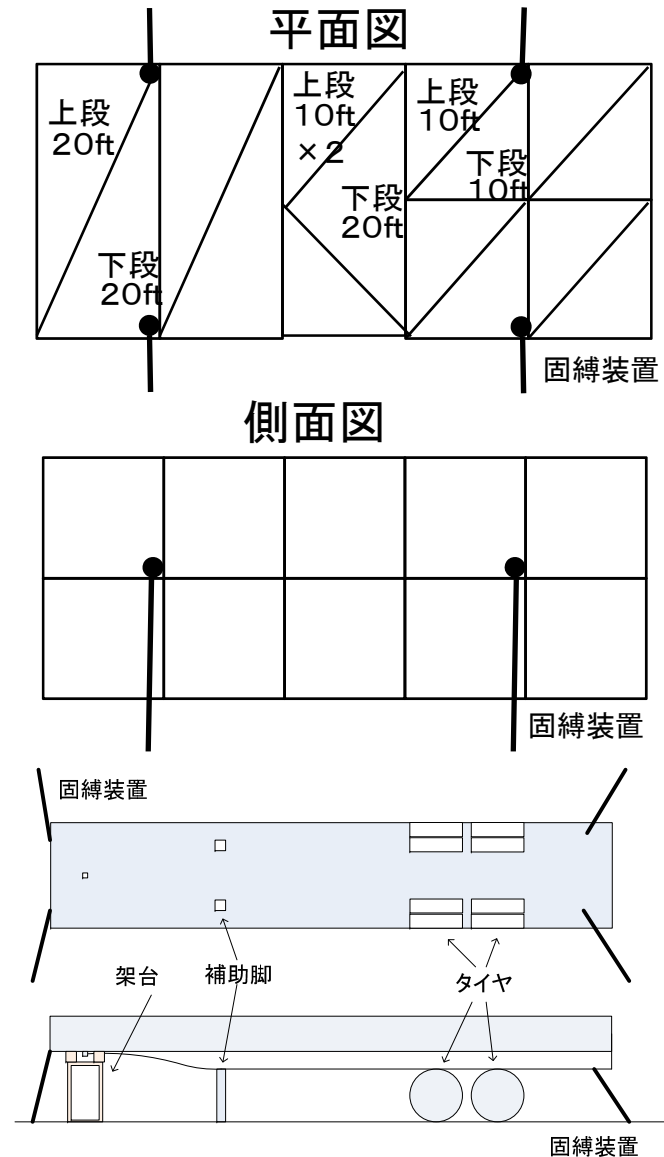 平面図
上段
20ft
下段
20ft
上段
10ft
×2
下段
20ft
上段
10ft
下段
10ft
固縛装置
側面図
固縛装置
固縛装置
架台
補助脚
タイヤ
固縛装置